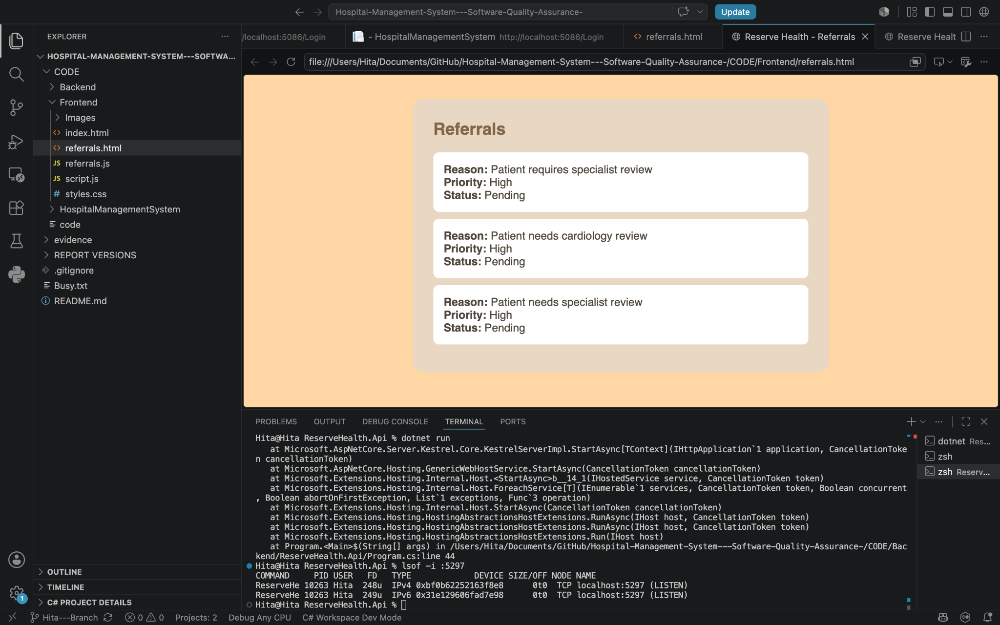 Hospital-Management-System---Software-Quality-Assurance-
Update
EXPLORER
/localhost:5086/Login
- HospitalManagementSystem http://localhost:5086/Login
referrals.html
Reserve Health - Referrals
Reserve Healt
HOSPITAL-MANAGEMENT-SYSTEM---SOFTWA...
file:///Users/Hita/Documents/GitHub/Hospital-Management-System---Software-Quality-Assurance-/CODE/Frontend/referrals.html
CODE
Backend
Frontend
Images
index.html
referrals.html
JS referrals.js
JS script.js
# styles.css
HospitalManagementSystem
code
evidence
REPORT VERSIONS
.gitignore
Busy.txt
README.md
Referrals
Reason: Patient requires specialist review
Priority: High
Status: Pending
Reason: Patient needs cardiology review
Priority: High
Status: Pending
Reason: Patient needs specialist review
Priority: High
Status: Pending
PROBLEMS OUTPUT DEBUG CONSOLE TERMINAL PORTS
Hita@Hita ReserveHealth.Api % dotnet run
at Microsoft.AspNetCore.Server.Kestrel.Core.KestrelServerImpl.StartAsync[TContext](IHttpApplication`1 application, CancellationToke
n cancellationToken)
at Microsoft.AspNetCore.Hosting.GenericWebHostService.StartAsync(CancellationToken cancellationToken)
at Microsoft.Extensions.Hosting.Internal.Host.<StartAsync>b__14_1(IHostedService service, CancellationToken token)
at Microsoft.Extensions.Hosting.Internal.Host.ForeachService[T](IEnumerable`1 services, CancellationToken token, Boolean concurrent
, Boolean abortOnFirstException, List`1 exceptions, Func`3 operation)
at Microsoft.Extensions.Hosting.Internal.Host.StartAsync(CancellationToken cancellationToken)
at Microsoft.Extensions.Hosting.HostingAbstractionsHostExtensions.RunAsync(IHost host, CancellationToken token)
at Microsoft.Extensions.Hosting.HostingAbstractionsHostExtensions.RunAsync(IHost host, CancellationToken token)
at Microsoft.Extensions.Hosting.HostingAbstractionsHostExtensions.Run(IHost host)
at Program.<Main>$(String[] args) in /Users/Hita/Documents/GitHub/Hospital-Management-System---Software-Quality-Assurance-/CODE/Bac
kend/ReserveHealth.Api/Program.cs:line 44
Hita@Hita ReserveHealth.Api % lsof -i :5297
COMMAND PID USER FD TYPE DEVICE SIZE/OFF NODE NAME
ReserveHe 10263 Hita 248u IPv4 0xbf0b62252163f8e8 0t0 TCP localhost:5297 (LISTEN)
ReserveHe 10263 Hita 249u IPv6 0x31e129606fad7e98 0t0 TCP localhost:5297 (LISTEN)
Hita@Hita ReserveHealth.Api %
dotnet Res...
zsh
zsh Reserv...
OUTLINE
TIMELINE
C# PROJECT DETAILS
1
Hita---Branch 0 0 Projects: 2 Debug Any CPU C# Workspace Dev Mode